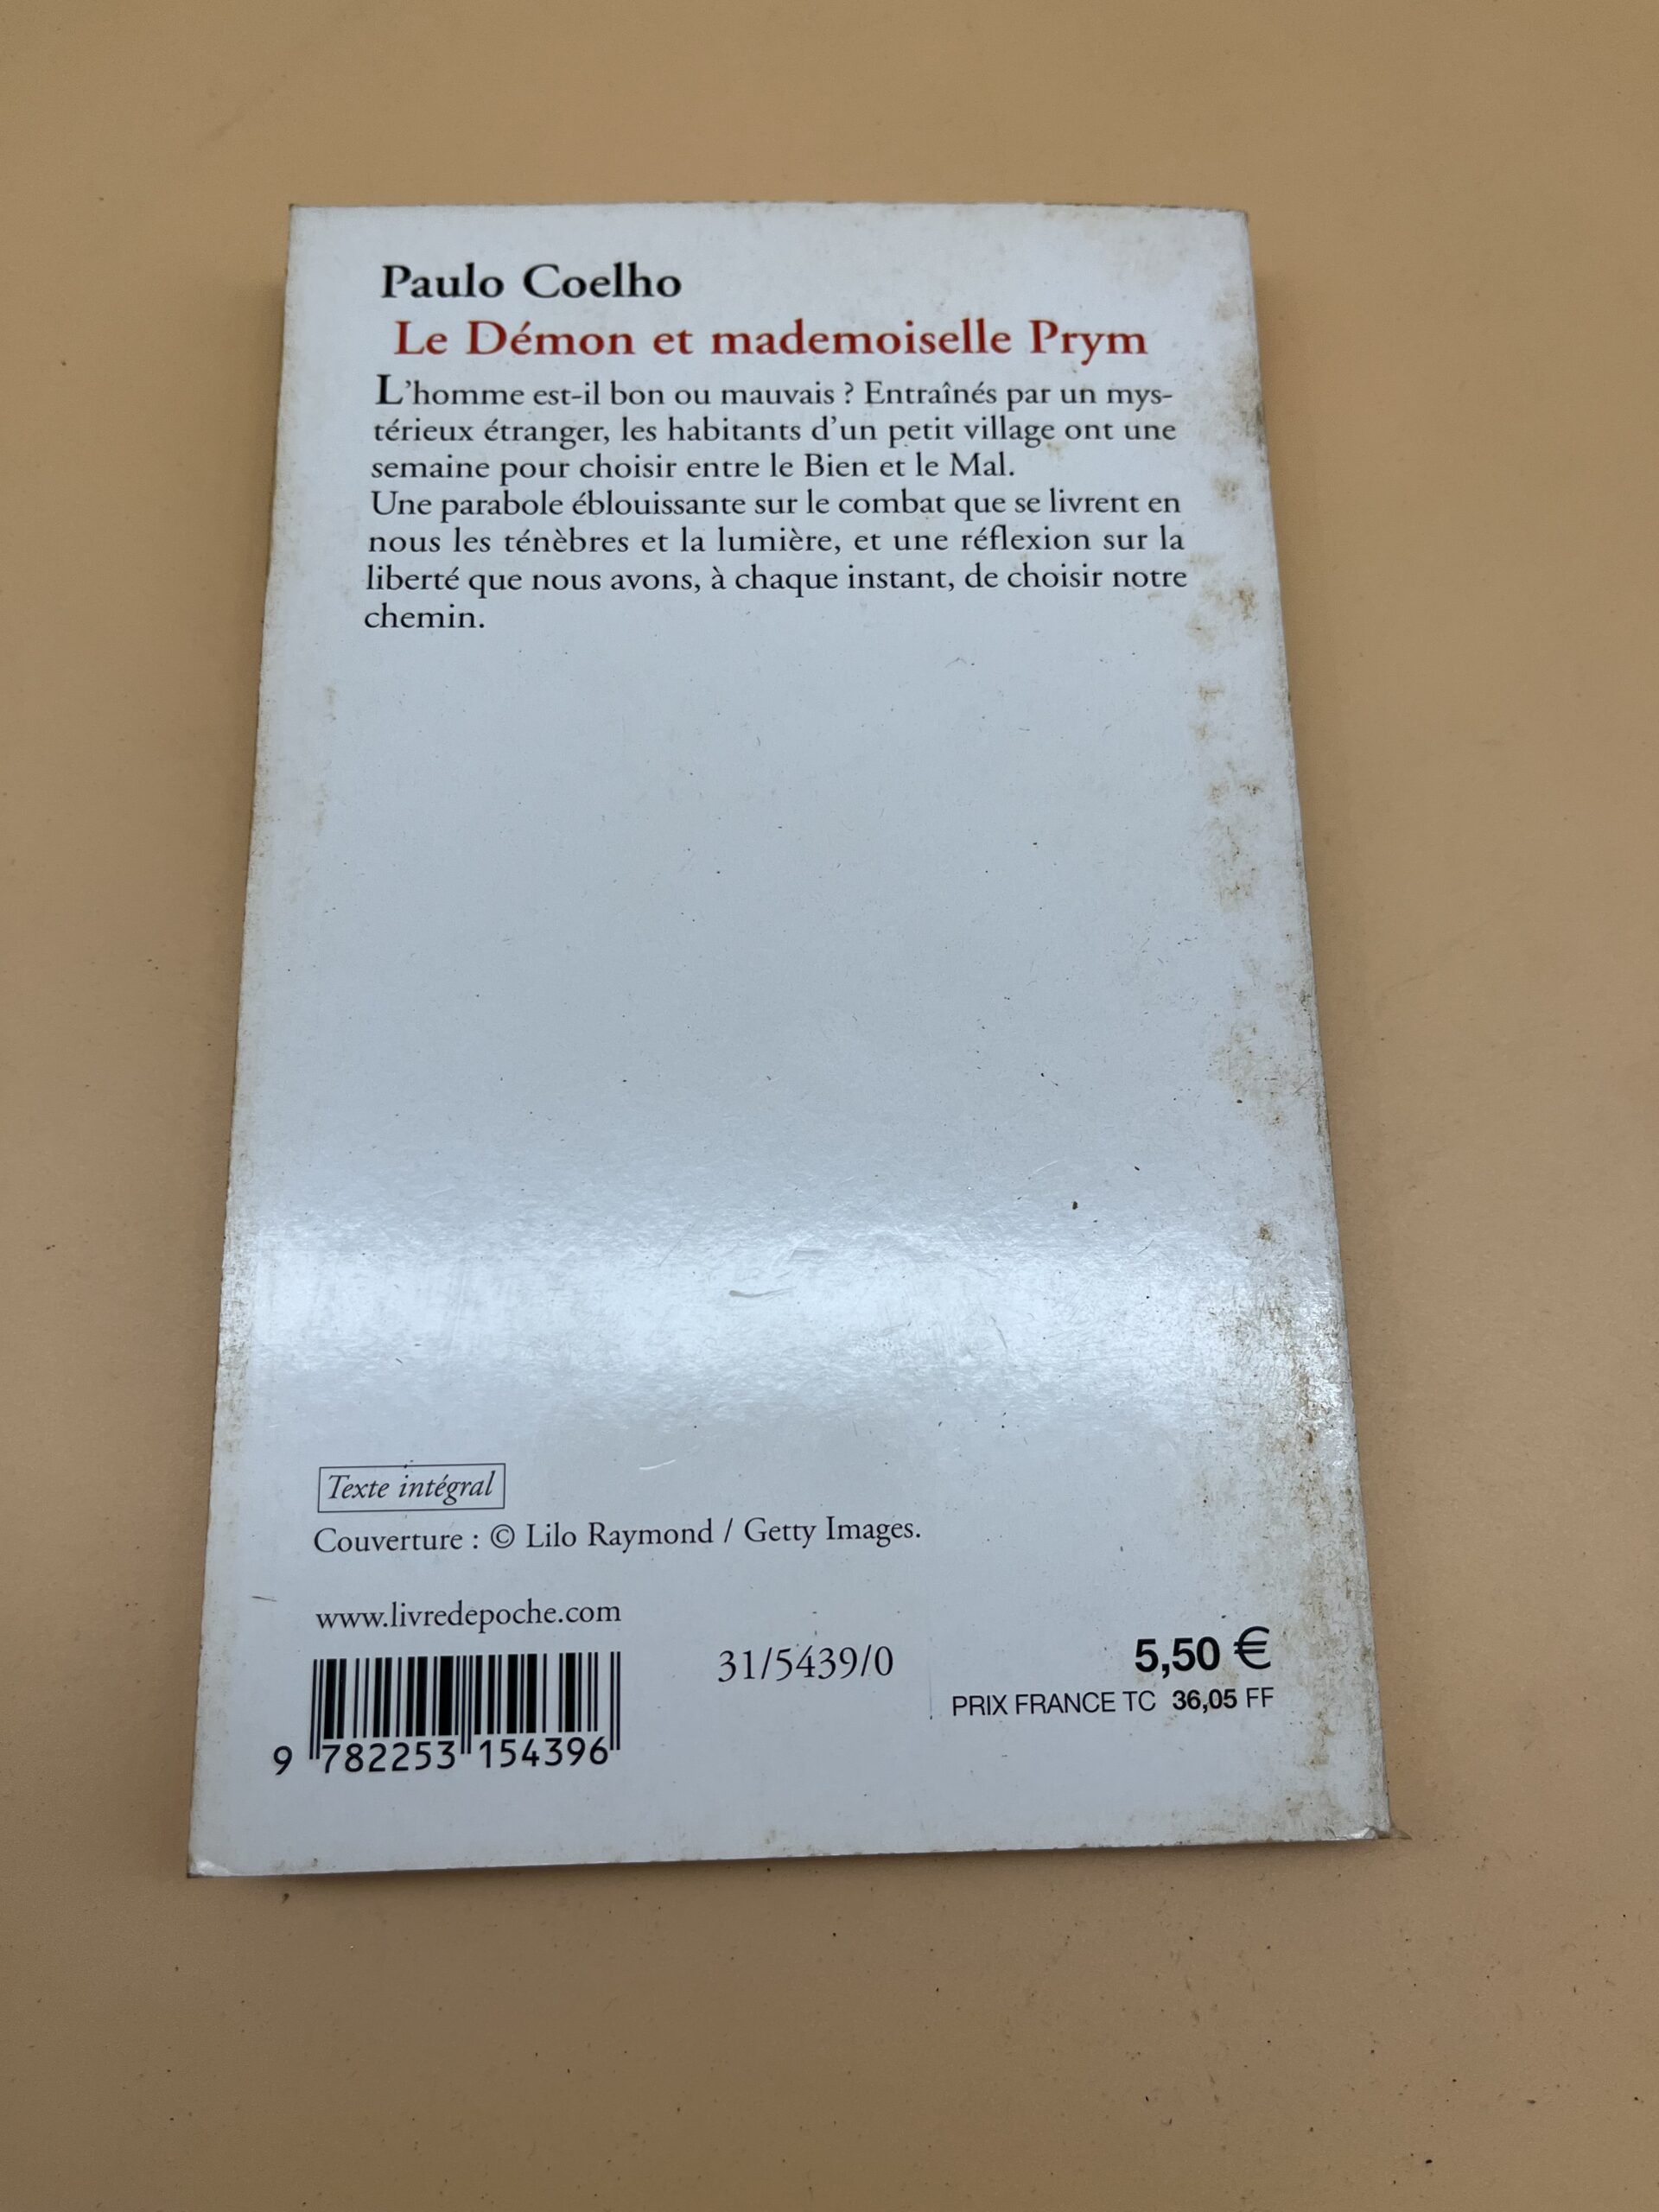 Paulo Coelho
Le Démon et mademoiselle Prym
L'homme est-il bon ou mauvais ? Entraînés par un mys-
térieux étranger, les habitants d'un petit village ont une
semaine pour choisir entre le Bien et le Mal.
Une parabole éblouissante sur le combat que se livrent en
nous les ténèbres et la lumière, et une réflexion sur la
liberté que nous avons, à chaque instant, de choisir notre
chemin.
Texte intégral
Couverture : © Lilo Raymond / Getty Images.
www.livredepoche.com
31/5439/0
5,50 €
PRIX FRANCE TC 36,05 FF
9 782253 154396